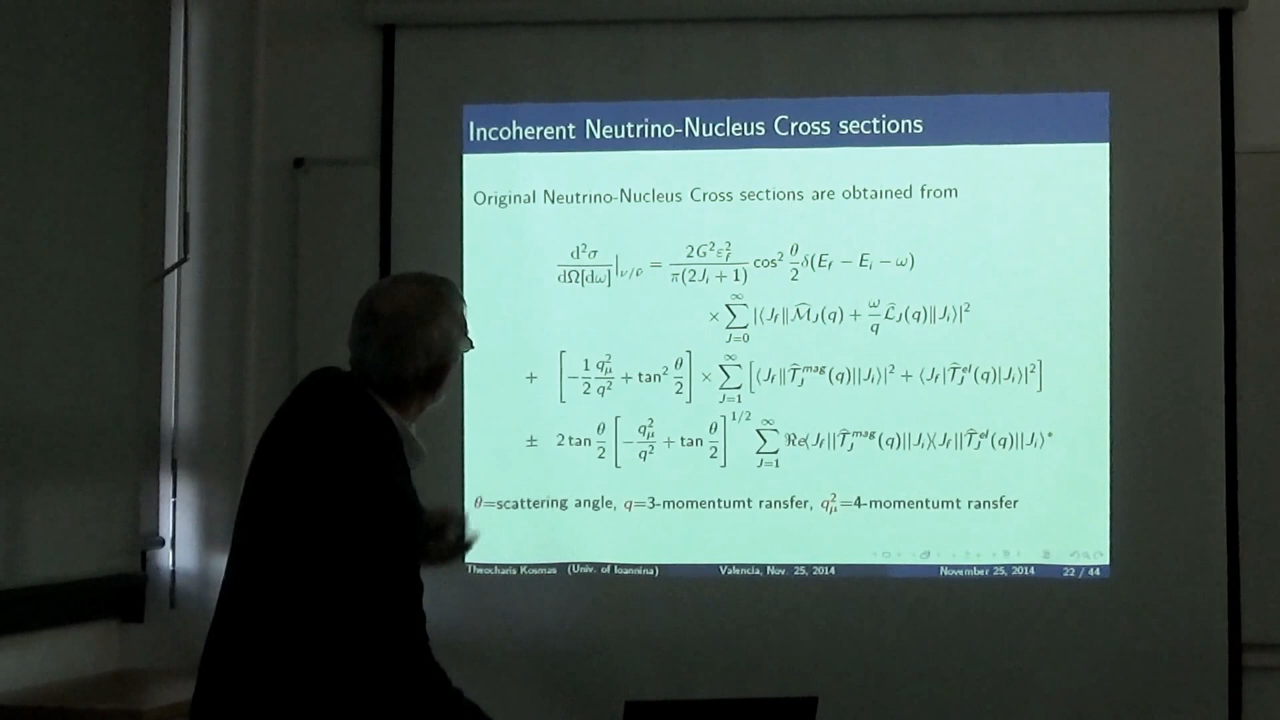 Incoherent Neutrino-Nucleus Cross sections
Original Neutrino-Nucleus Cross sections are obtained from
d²σ/dΩ[dω]|ν/ν̄ = 2G²ε_f²/π(2J_i + 1) cos² θ/2 δ(E_f − E_i − ω)
× ∑_{J=0}^{∞} |⟨J_f||M̂_J(q) + ω/q L̂_J(q)||J_i⟩|²
+ [−1/2 q_μ²/q² + tan² θ/2] × ∑_{J=1}^{∞} [⟨J_f||T̂_J^{mag}(q)||J_i⟩|² + ⟨J_f|T̂_J^{el}(q)|J_i⟩|²]
± 2 tan θ/2 [−q_μ²/q² + tan θ/2]^{1/2} ∑_{J=1}^{∞} ℜe⟨J_f||T̂_J^{mag}(q)||J_i⟩⟨J_f||T̂_J^{el}(q)||J_i⟩*
θ=scattering angle, q=3-momentumt ransfer, q_μ²=4-momentumt ransfer
Theocharis Kosmas (Univ. of Ioannina) Valencia, Nov. 25, 2014 November 25, 2014 22 / 44